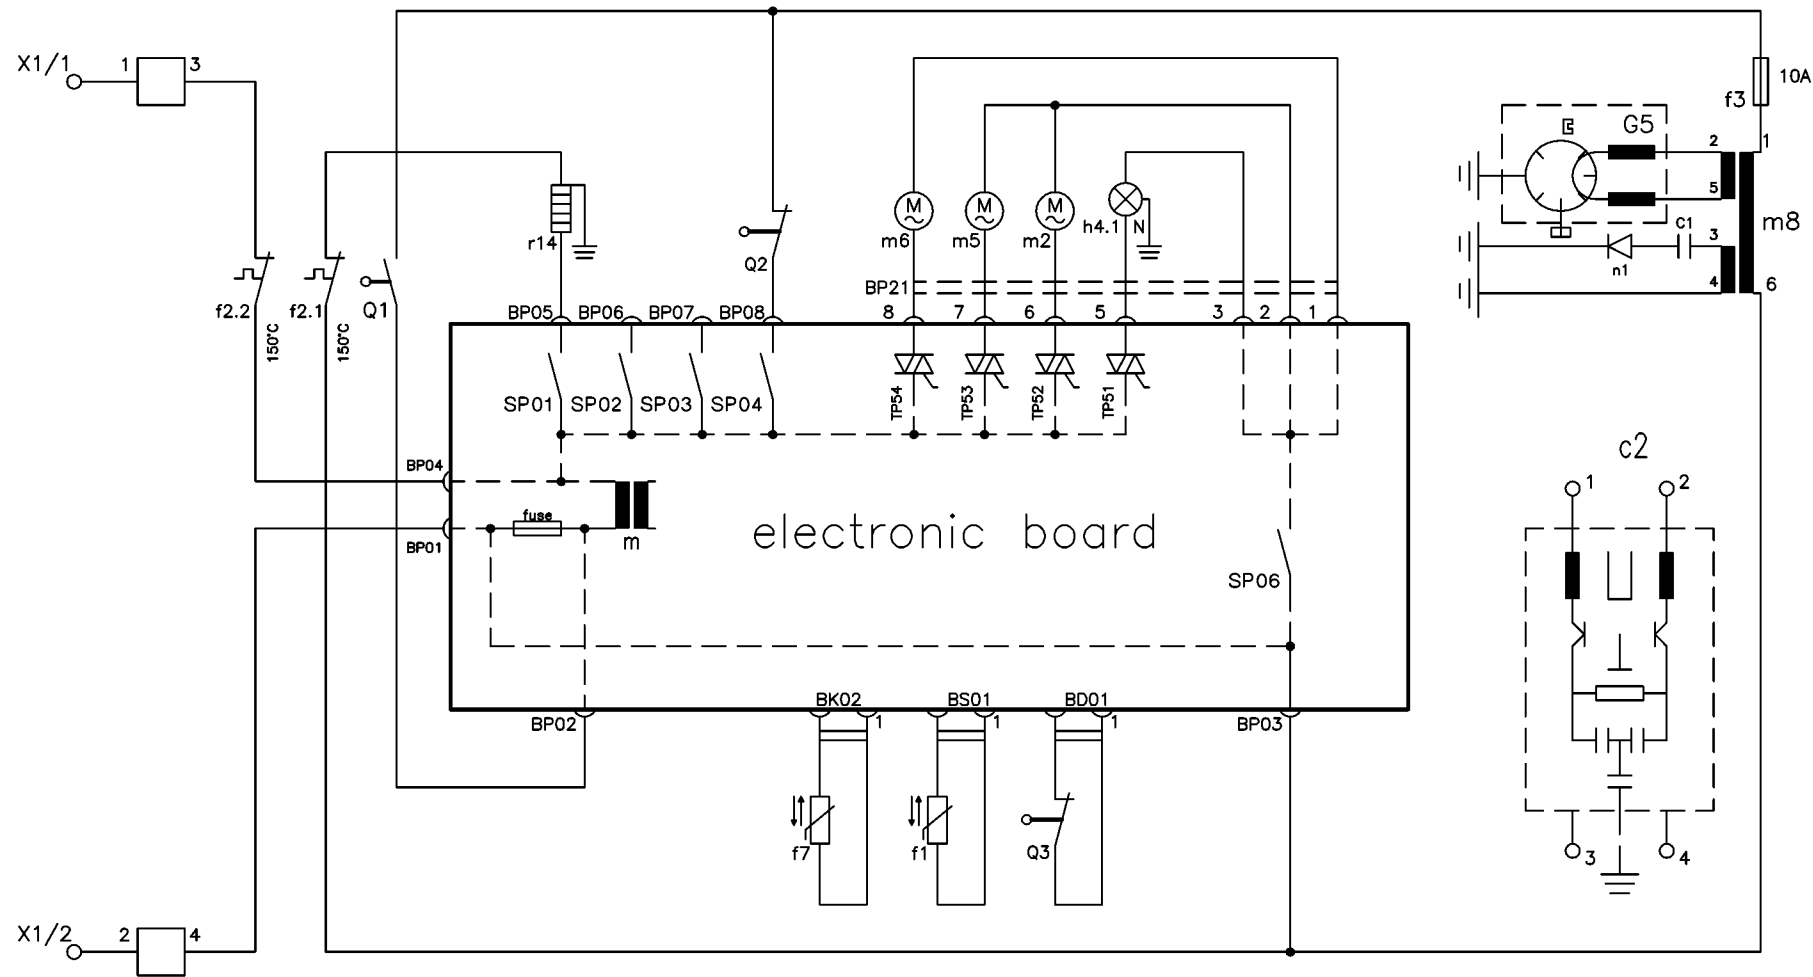 X1/1
1 3
10A
f3
G5
2 1
5
m8
C1
3
n1
4 6
M M M
m6 m5 m2 h4.1 N
r14
Q2
BP21
f2.2 150°C f2.1 150°C Q1
BP05 BP06 BP07 BP08 8 7 6 5 3 2 1
SP01 SP02 SP03 SP04 TP54 TP53 TP52 TP51
c2
BP04
1 2
fuse
electronic board
BP01
m
SP06
BK02 BS01 BD01
1 1 1
BP02 BP03
f7 f1 Q3
3 4
X1/2
2 4